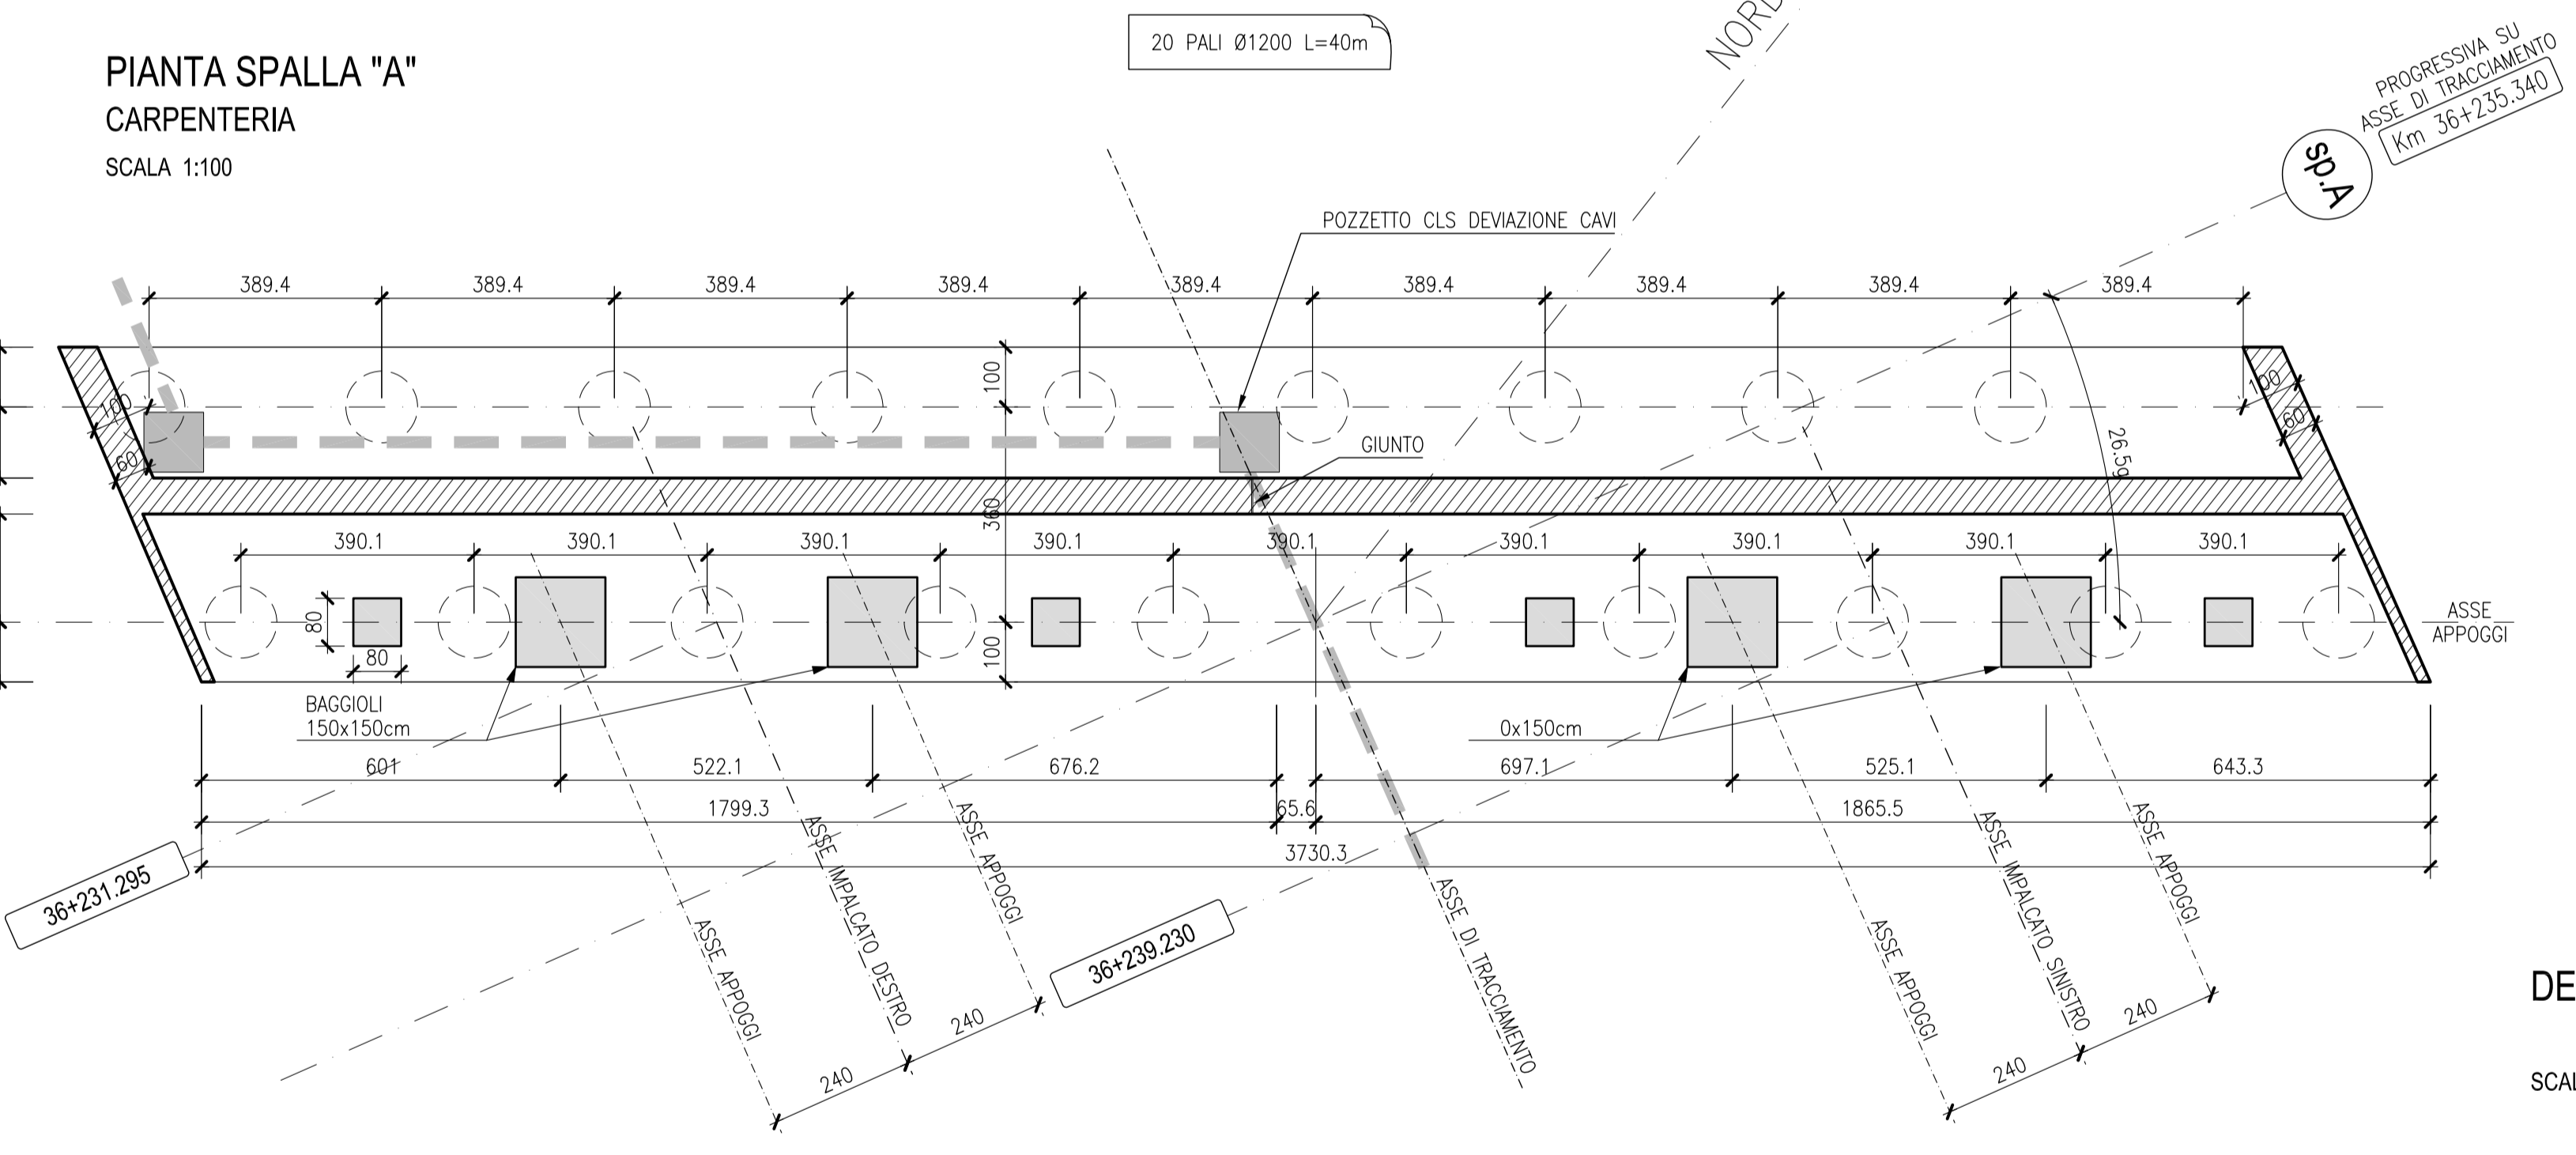 20 PALI Ø1200 L=40m
NORD
PIANTA SPALLA "A"
CARPENTERIA
SCALA 1:100
PROGRESSIVA SU
ASSE DI TRACCIAMENTO
Km 36+235.340
sp.A
POZZETTO CLS DEVIAZIONE CAVI
389.4 389.4 389.4 389.4 389.4 389.4 389.4 389.4 389.4
100
100
100
60
60
GIUNTO
26.5g
360
390.1 390.1 390.1 390.1 390.1 390.1 390.1 390.1 390.1
80
80
100
ASSE
APPOGGI
BAGGIOLI
150x150cm
0x150cm
601 522.1 676.2 697.1 525.1 643.3
1799.3 65.6 1865.5
3730.3
36+231.295
36+239.230
ASSE APPOGGI
ASSE IMPALCATO DESTRO
ASSE APPOGGI
ASSE DI TRACCIAMENTO
ASSE APPOGGI
ASSE IMPALCATO SINISTRO
ASSE APPOGGI
240
240
240
240
DE
SCAL